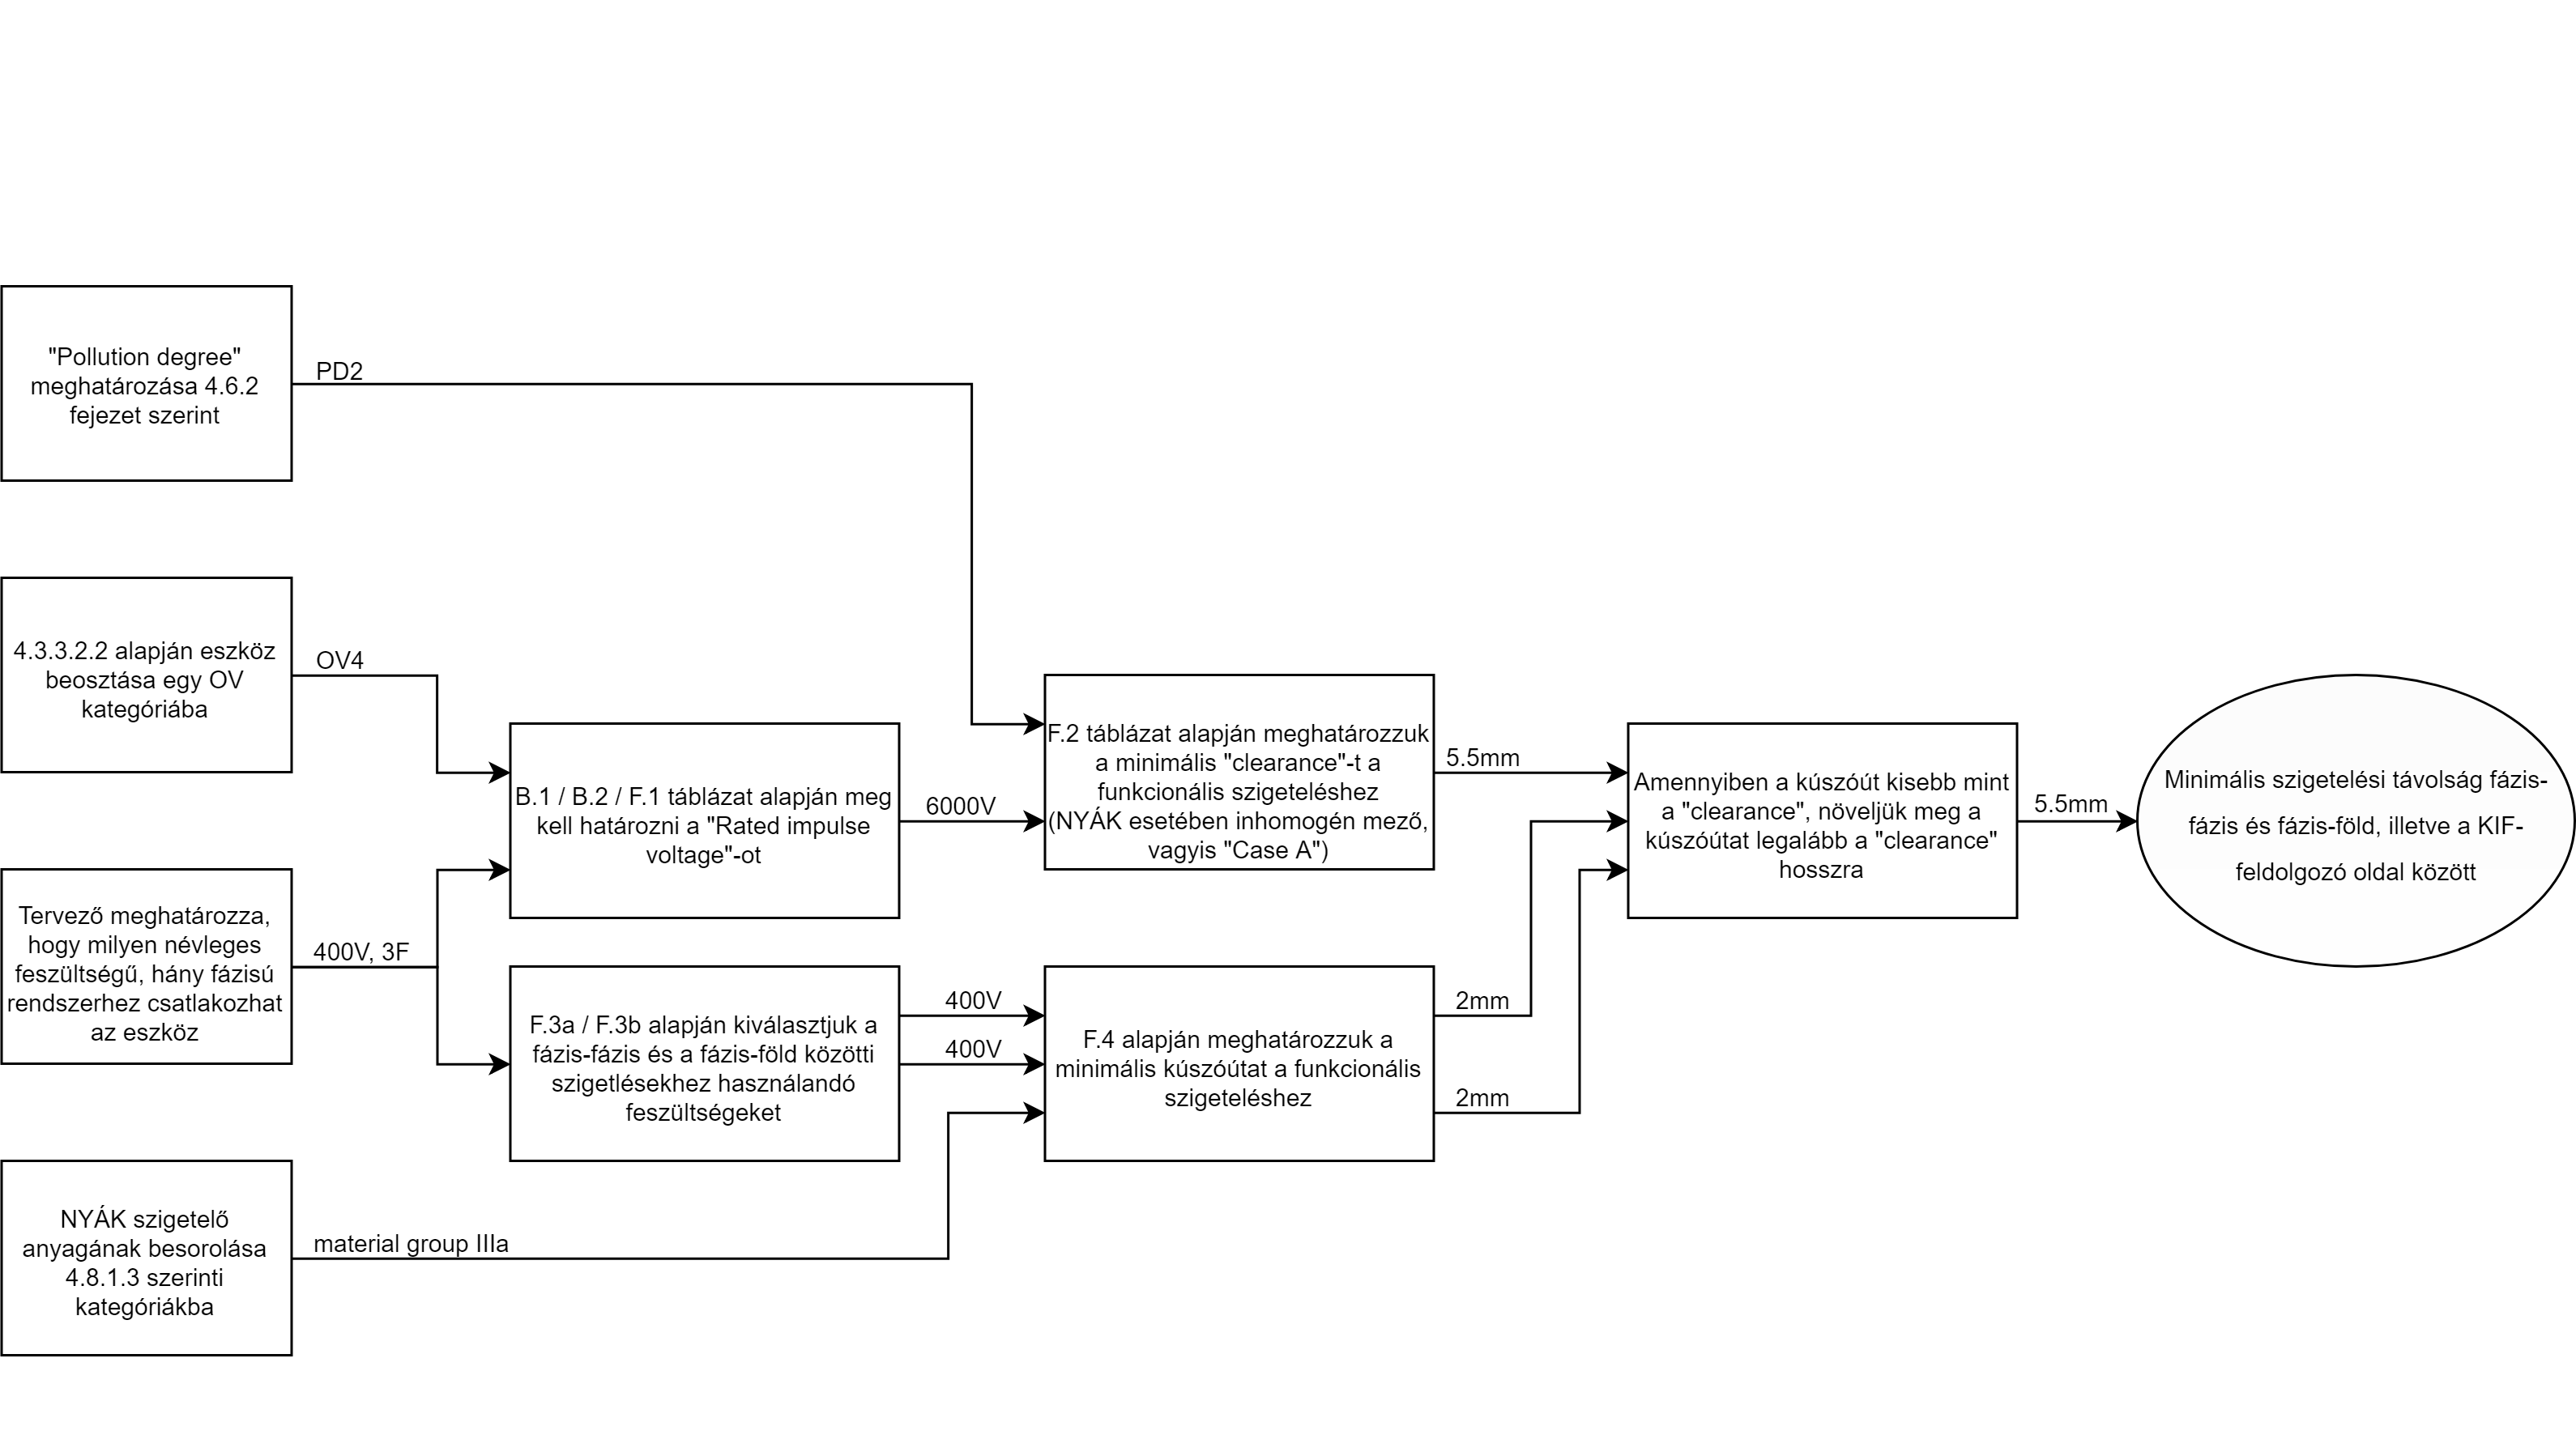 "Pollution degree"
meghatározása 4.6.2
fejezet szerint
PD2
4.3.3.2.2 alapján eszköz
beosztása egy OV
kategóriába
OV4
Tervező meghatározza,
hogy milyen névleges
feszültségű, hány fázisú
rendszerhez csatlakozhat
az eszköz
400V, 3F
NYÁK szigetelő
anyagának besorolása
4.8.1.3 szerinti
kategóriákba
material group IIIa
B.1 / B.2 / F.1 táblázat alapján meg
kell határozni a "Rated impulse
voltage"-ot
6000V
F.3a / F.3b alapján kiválasztjuk a
fázis-fázis és a fázis-föld közötti
szigetlésekhez használandó
feszültségeket
400V
400V
F.2 táblázat alapján meghatározzuk
a minimális "clearance"-t a
funkcionális szigeteléshez
(NYÁK esetében inhomogén mező,
vagyis "Case A")
5.5mm
F.4 alapján meghatározzuk a
minimális kúszóútat a funkcionális
szigeteléshez
2mm
2mm
Amennyiben a kúszóút kisebb mint
a "clearance", növeljük meg a
kúszóútat legalább a "clearance"
hosszra
5.5mm
Minimális szigetelési távolság fázis-
fázis és fázis-föld, illetve a KIF-
feldolgozó oldal között